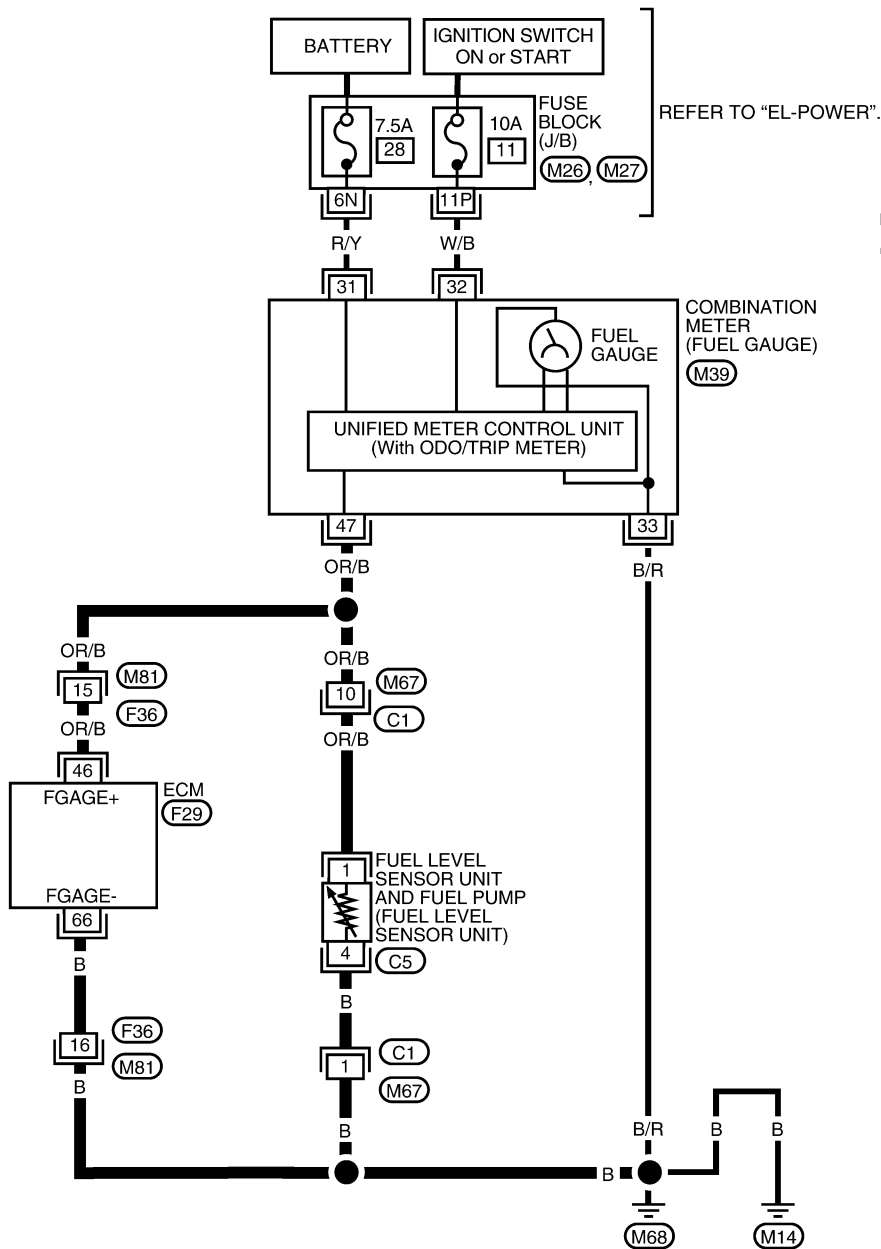 BATTERY
IGNITION SWITCH
ON or START
REFER TO “EL-POWER”.
FUSE
BLOCK
(J/B)
M26, M27
7.5A
28
10A
11
6N
11P
R/Y
W/B
31
32
COMBINATION
METER
(FUEL GAUGE)
M39
FUEL
GAUGE
UNIFIED METER CONTROL UNIT
(With ODO/TRIP METER)
47
33
OR/B
B/R
OR/B
OR/B
M81
15
F36
M67
10
C1
OR/B
OR/B
46
FGAGE+
ECM
F29
FGAGE-
66
1
FUEL LEVEL
SENSOR UNIT
AND FUEL PUMP
(FUEL LEVEL
SENSOR UNIT)
4
C5
B
B
F36
16
M81
C1
1
M67
B
B
B/R
B
B
B
M68
M14